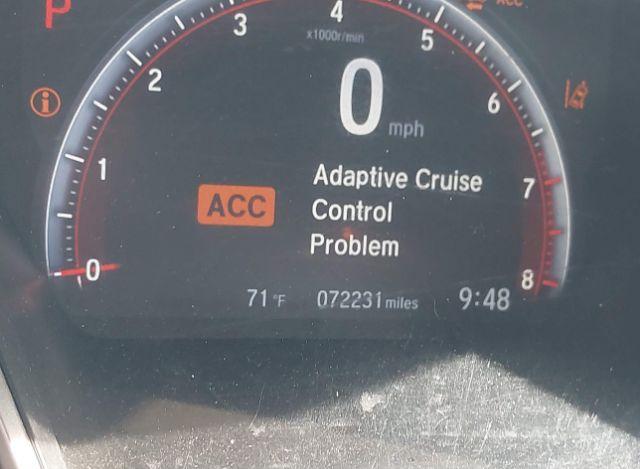 P
ACC
4
x1000r/min
3
5
2
6
1
7
0
8
0 mph
ACC
Adaptive Cruise
Control
Problem
71 °F 072231 miles 9:48